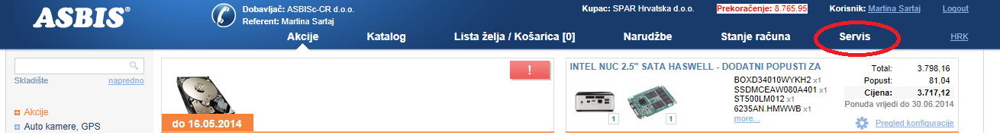 ASBIS®
Dobavljač: ASBISc-CR d.o.o.
Referent: Martina Sartaj
Kupac: SPAR Hrvatska d.o.o.
Prekoračenje: 8.765.95
Korisnik: Martina Sartaj
Logout
Akcije
Katalog
Lista želja / Košarica [0]
Narudžbe
Stanje računa
Servis
HRK
Skladište
napredno
Akcije
Auto kamere, GPS
!
do 16.05.2014
INTEL NUC 2.5" SATA HASWELL - DODATNI POPUSTI ZA
1
1
BOXD34010WYKH2 x1
SSDMCEAW080A401 x1
ST500LM012 x1
6235AN.HMWWB x1
more...
Total: 3.798,16
Popust: 81,04
Cijena: 3.717,12
Ponuda vrijedi do 30.06.2014
Pregled konfiguracije